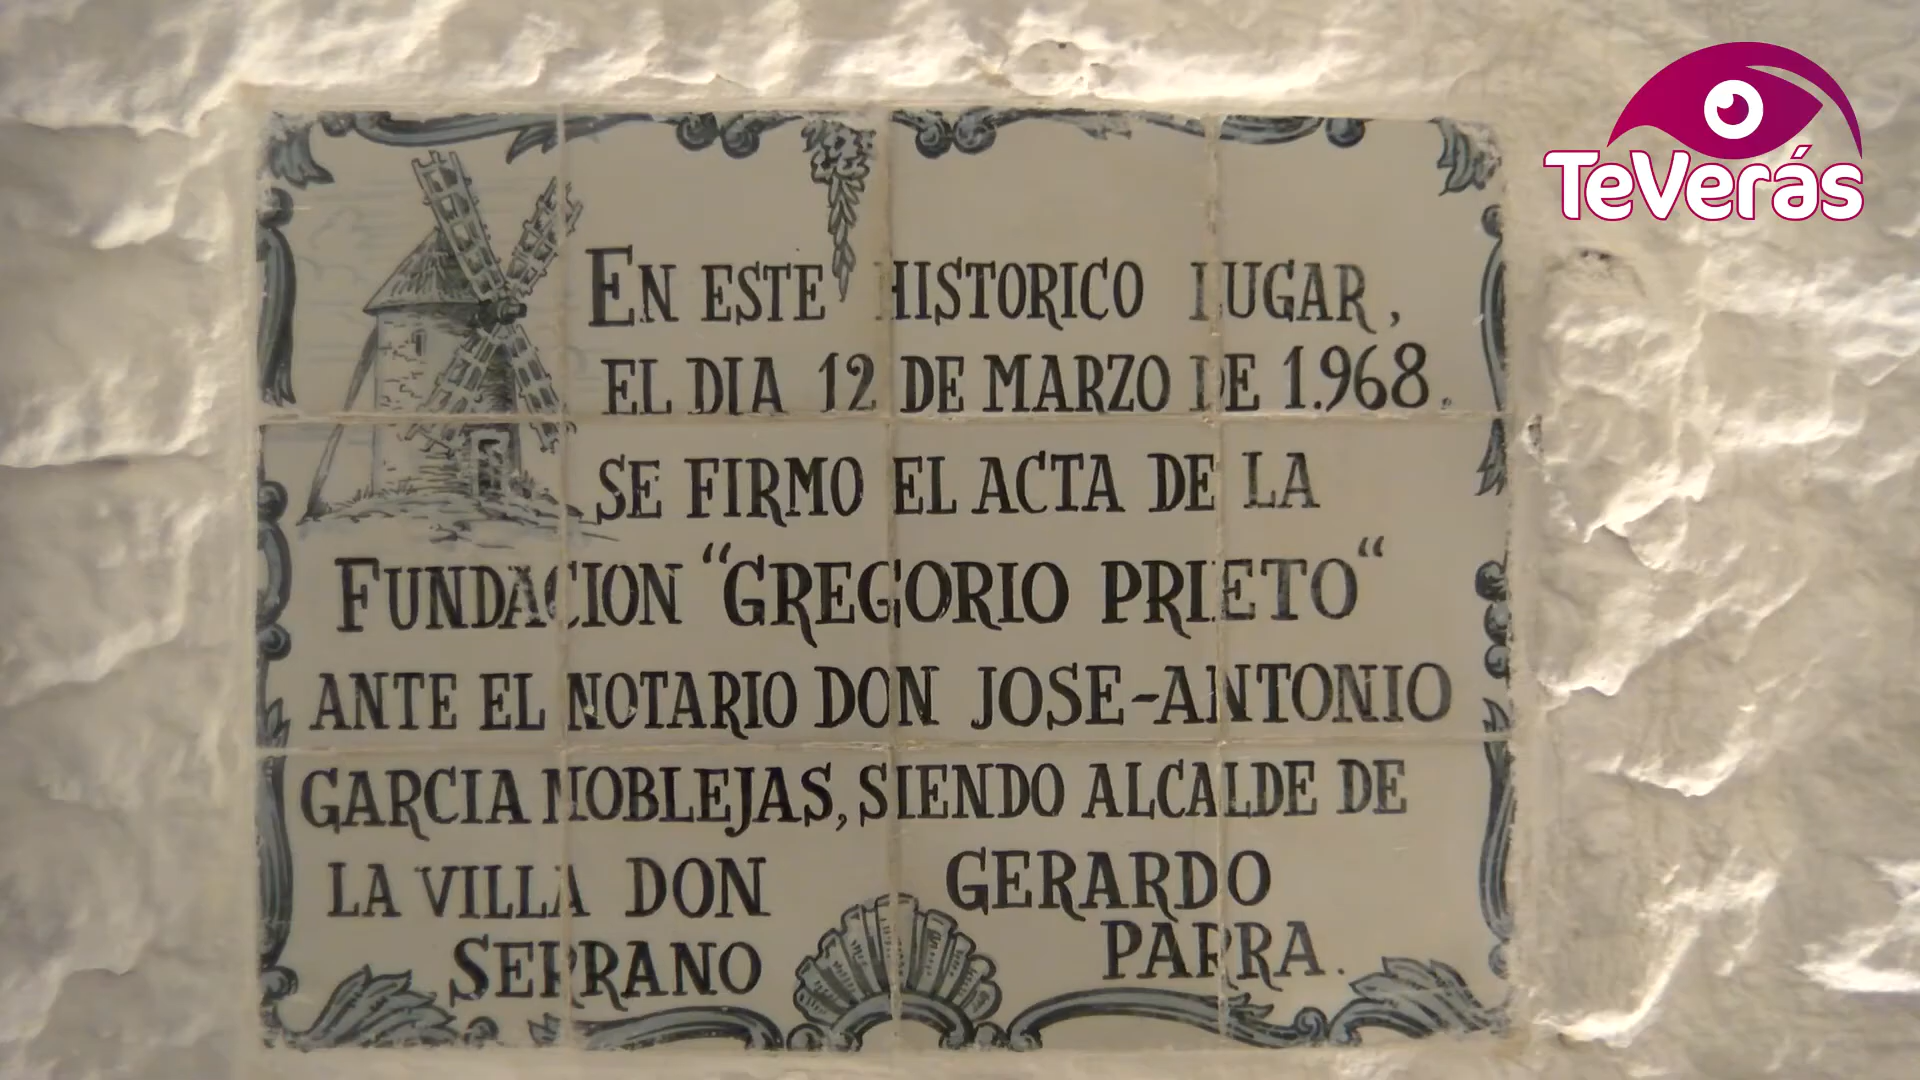 TeVerás
EN ESTE HISTORICO LUGAR,
EL DIA 12 DE MARZO DE 1.968.
SE FIRMO EL ACTA DE LA
FUNDACION “GREGORIO PRIETO“
ANTE EL NOTARIO DON JOSE-ANTONIO
GARCIA NOBLEJAS, SIENDO ALCALDE DE
LA VILLA DON GERARDO
SERRANO PARRA.